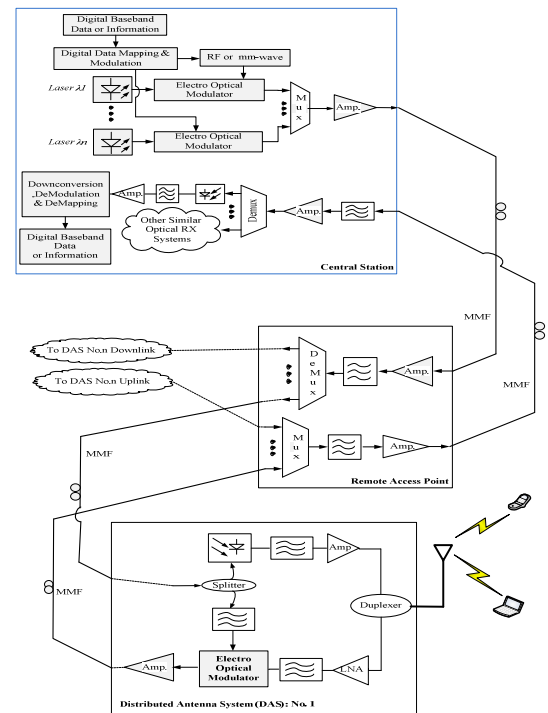 Digital Baseband
Data or Information
Digital Data Mapping &
Modulation
RF or mm-wave
Laser λ1
Electro Optical
Modulator
Mux
Amp.
Laser λn
Electro Optical
Modulator
Downconversion
,DeModulation
& DeMapping
Amp.
Demux
Amp.
Other Similar
Optical RX
Systems
Digital Baseband
Data
or Information
Central Station
MMF
MMF
To DAS No.n Downlink
To DAS No.n Uplink
DeMux
Amp.
Mux
Amp.
Remote Access Point
MMF
MMF
Amp
Splitter
Duplexer
Amp.
Electro
Optical
Modulator
LNA
Distributed Antenna System (DAS): No. 1